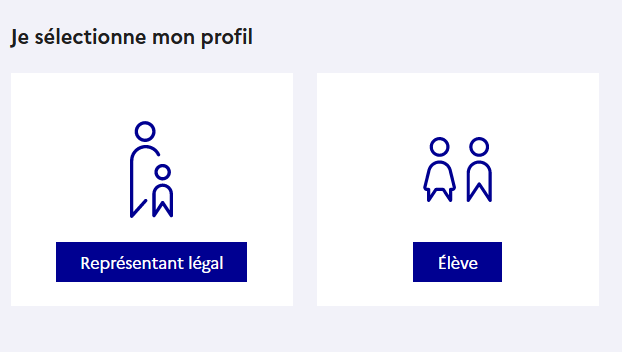 Je sélectionne mon profil
Représentant légal
Élève